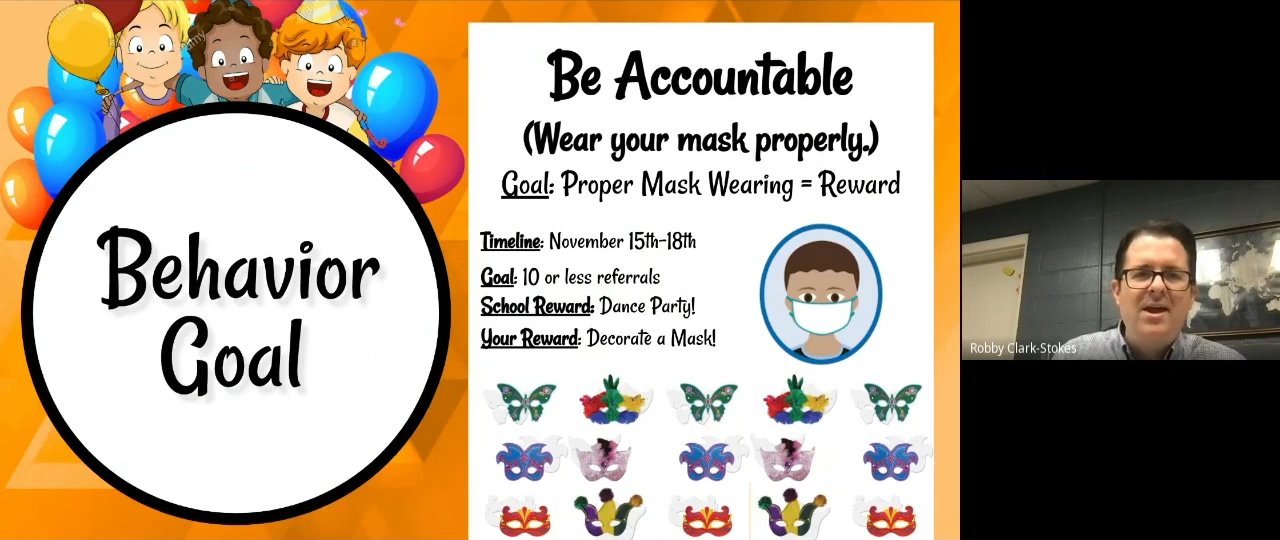 Behavior
Goal
Be Accountable
(Wear your mask properly.)
Goal: Proper Mask Wearing = Reward
Timeline: November 15th-18th
Goal: 10 or less referrals
School Reward: Dance Party!
Your Reward: Decorate a Mask!
Robby Clark-Stokes